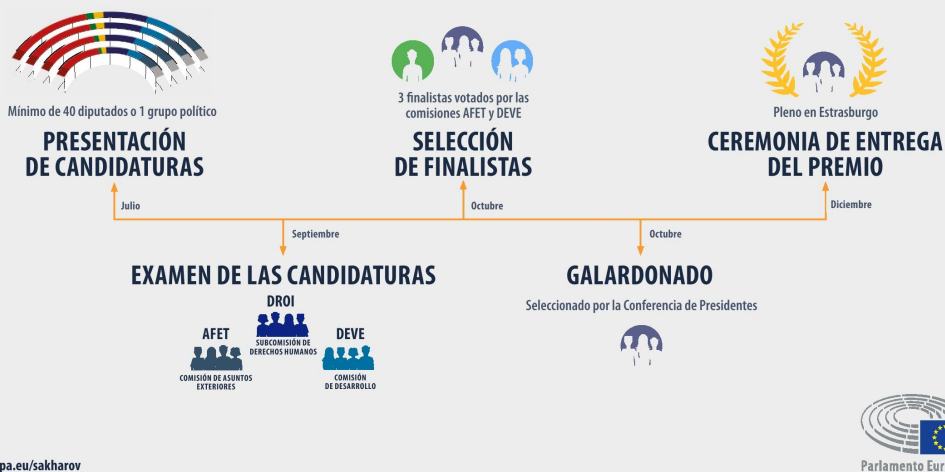 Mínimo de 40 diputados o 1 grupo político
PRESENTACIÓN
DE CANDIDATURAS
Julio
Septiembre
EXAMEN DE LAS CANDIDATURAS
DROI
SUBCOMISIÓN DE
DERECHOS HUMANOS
AFET
COMISIÓN DE ASUNTOS
EXTERIORES
DEVE
COMISIÓN
DE DESARROLLO
3 finalistas votados por las
comisiones AFET y DEVE
SELECCIÓN
DE FINALISTAS
Octubre
Octubre
GALARDONADO
Seleccionado por la Conferencia de Presidentes
Pleno en Estrasburgo
CEREMONIA DE ENTREGA
DEL PREMIO
Diciembre
pa.eu/sakharov
Parlamento Eur